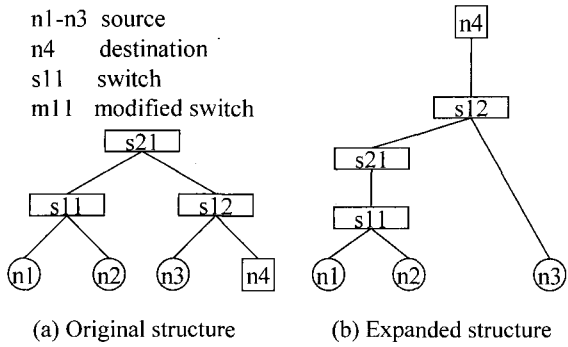 n1-n3 source
n4 destination
s11 switch
m11 modified switch
s21
s11 s12
n1 n2 n3 n4
(a) Original structure
n4
s12
s21
s11
n1 n2 n3
(b) Expanded structure